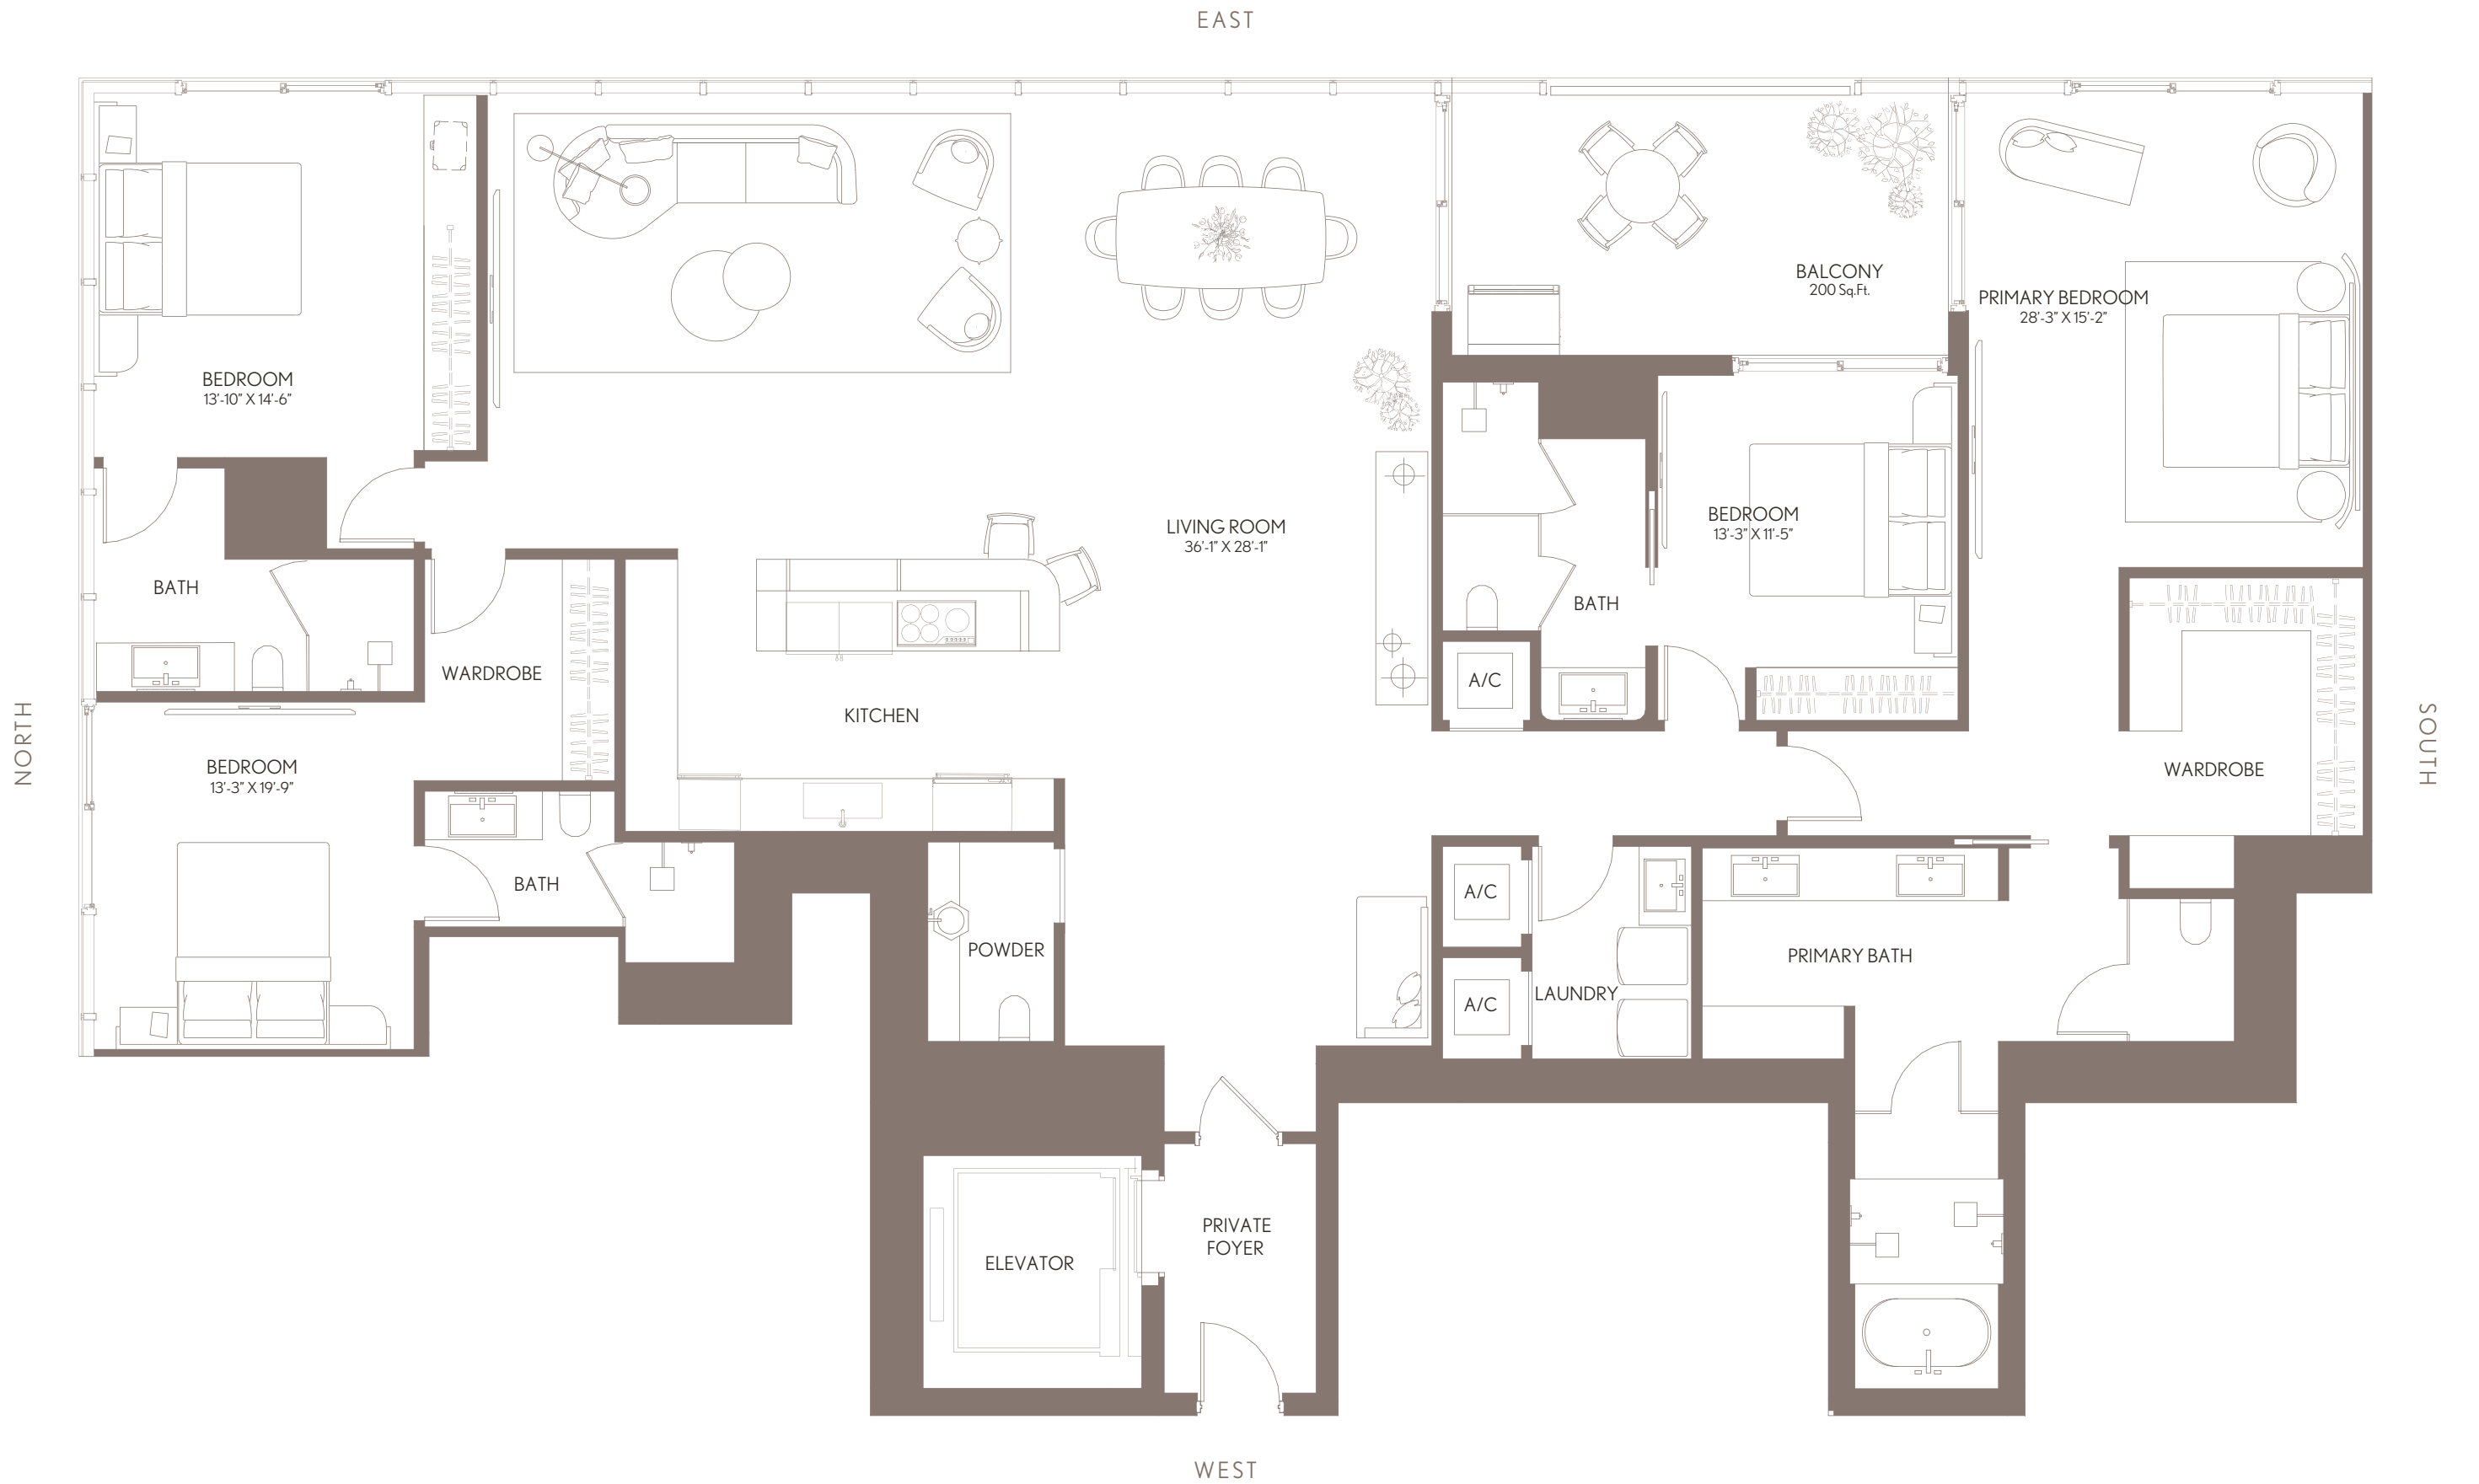 EAST
BALCONY
200 Sq.Ft.
PRIMARY BEDROOM
28'-3" X 15'-2"
BEDROOM
13'-10" X 14'-6"
LIVING ROOM
36'-1" X 28'-1"
BEDROOM
13'-3" X 11'-5"
BATH
BATH
WARDROBE
A/C
KITCHEN
NORTH
SOUTH
BEDROOM
13'-3" X 19'-9"
WARDROBE
BATH
A/C
POWDER
PRIMARY BATH
LAUNDRY
A/C
PRIVATE
FOYER
ELEVATOR
WEST